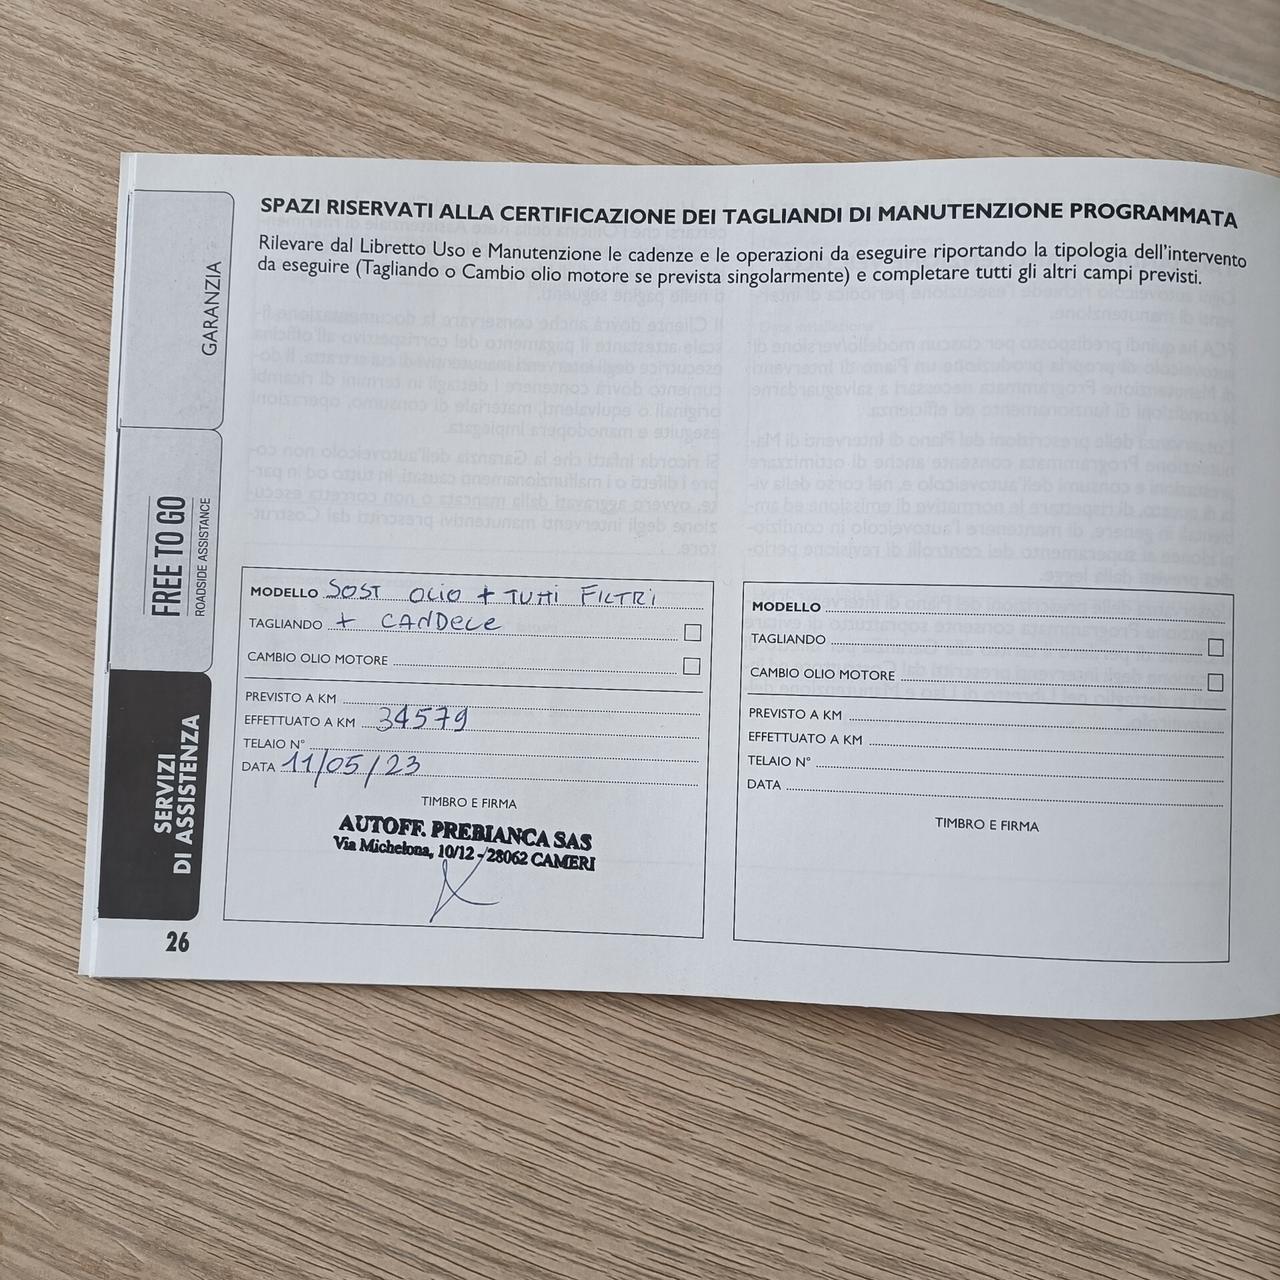 SPAZI RISERVATI ALLA CERTIFICAZIONE DEI TAGLIANDI DI MANUTENZIONE PROGRAMMATA
Rilevare dal Libretto Uso e Manutenzione le cadenze e le operazioni da eseguire riportando la tipologia dell'intervento
da eseguire (Tagliando o Cambio olio motore se prevista singolarmente) e completare tutti gli altri campi previsti.
GARANZIA
FREE TO GO
ROADSIDE ASSISTANCE
SERVIZI
DI ASSISTENZA
26
MODELLO SOST OLIO + TUTTI FILTRI
TAGLIANDO + CANDELE
CAMBIO OLIO MOTORE
PREVISTO A KM
EFFETTUATO A KM 34579
TELAIO N°
DATA 11/05/23
TIMBRO E FIRMA
AUTOFF. PREBIANCA SAS
Via Michelona, 10/12 - 28062 CAMERI
MODELLO
TAGLIANDO
CAMBIO OLIO MOTORE
PREVISTO A KM
EFFETTUATO A KM
TELAIO N°
DATA
TIMBRO E FIRMA